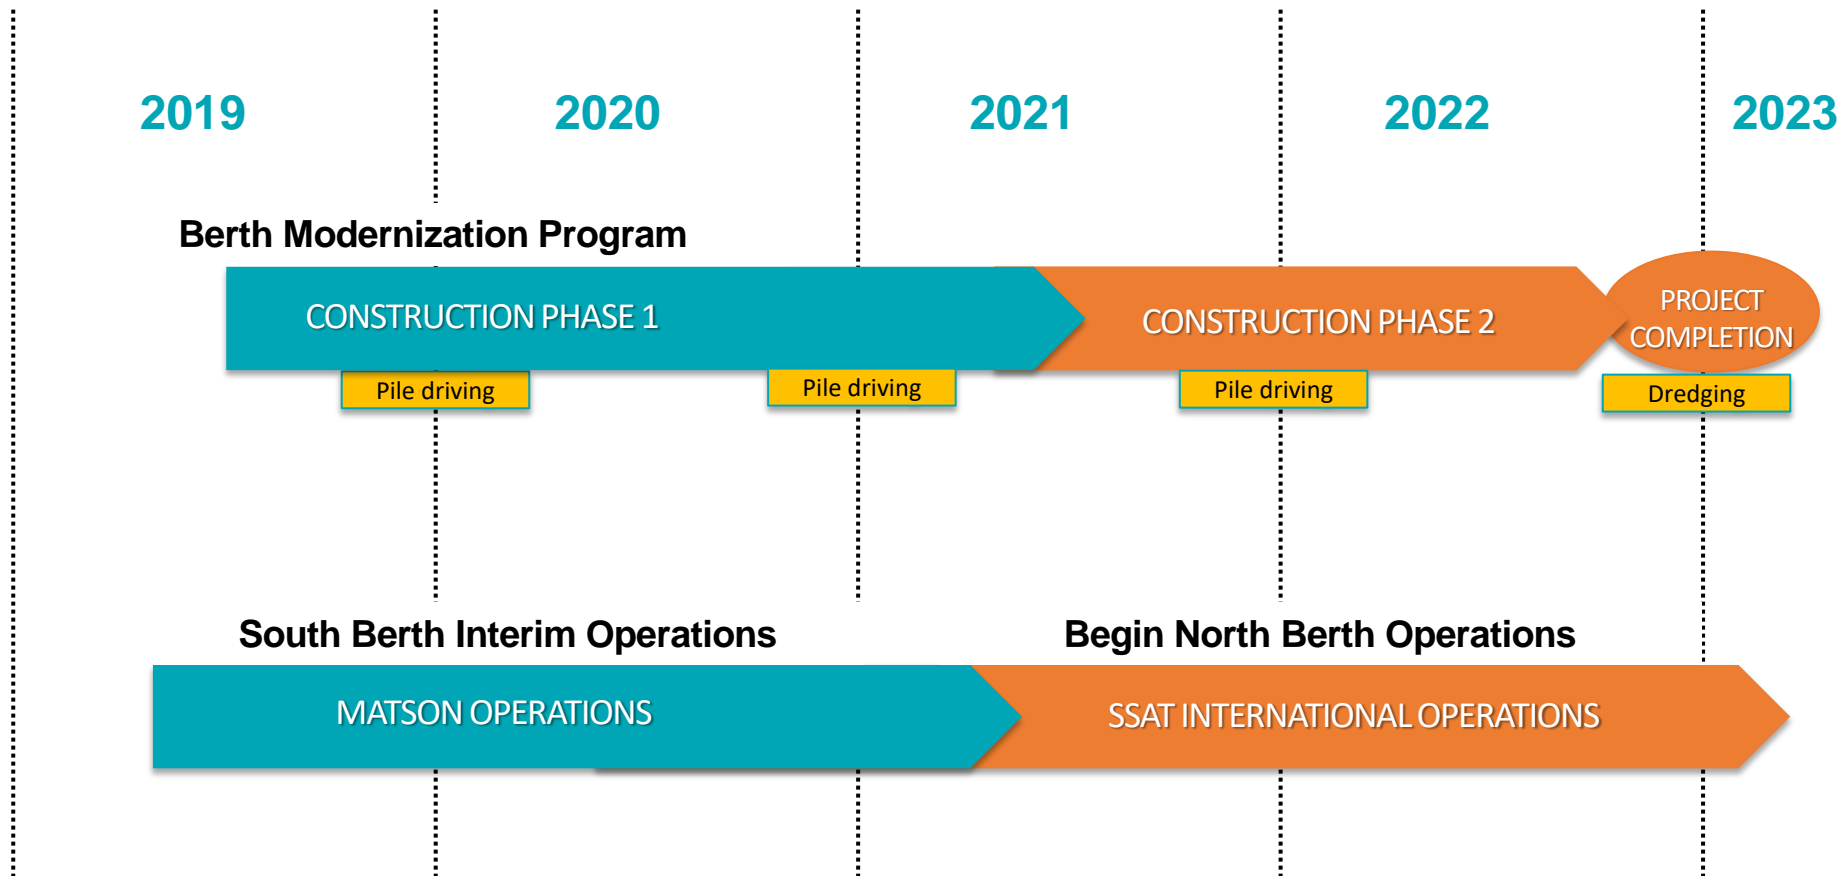 2019
2020
2021
2022
2023
Berth Modernization Program
CONSTRUCTION PHASE 1
CONSTRUCTION PHASE 2
PROJECT
COMPLETION
Pile driving
Pile driving
Pile driving
Dredging
South Berth Interim Operations
Begin North Berth Operations
MATSON OPERATIONS
SSAT INTERNATIONAL OPERATIONS